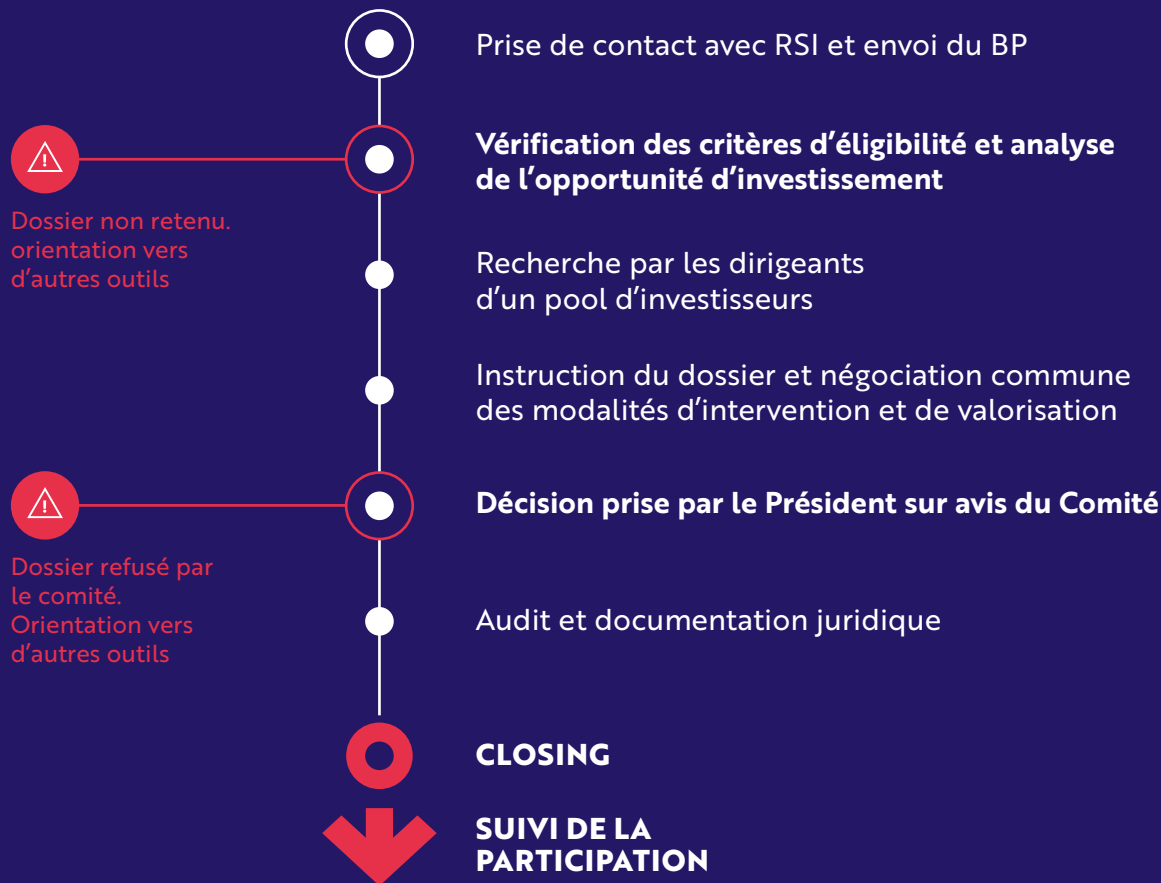 Prise de contact avec RSI et envoi du BP
Vérification des critères d'éligibilité et analyse
de l'opportunité d'investissement
Dossier non retenu.
orientation vers
d'autres outils
Recherche par les dirigeants
d'un pool d'investisseurs
Instruction du dossier et négociation commune
des modalités d'intervention et de valorisation
Décision prise par le Président sur avis du Comité
Dossier refusé par
le comité.
Orientation vers
d'autres outils
Audit et documentation juridique
CLOSING
SUIVI DE LA
PARTICIPATION